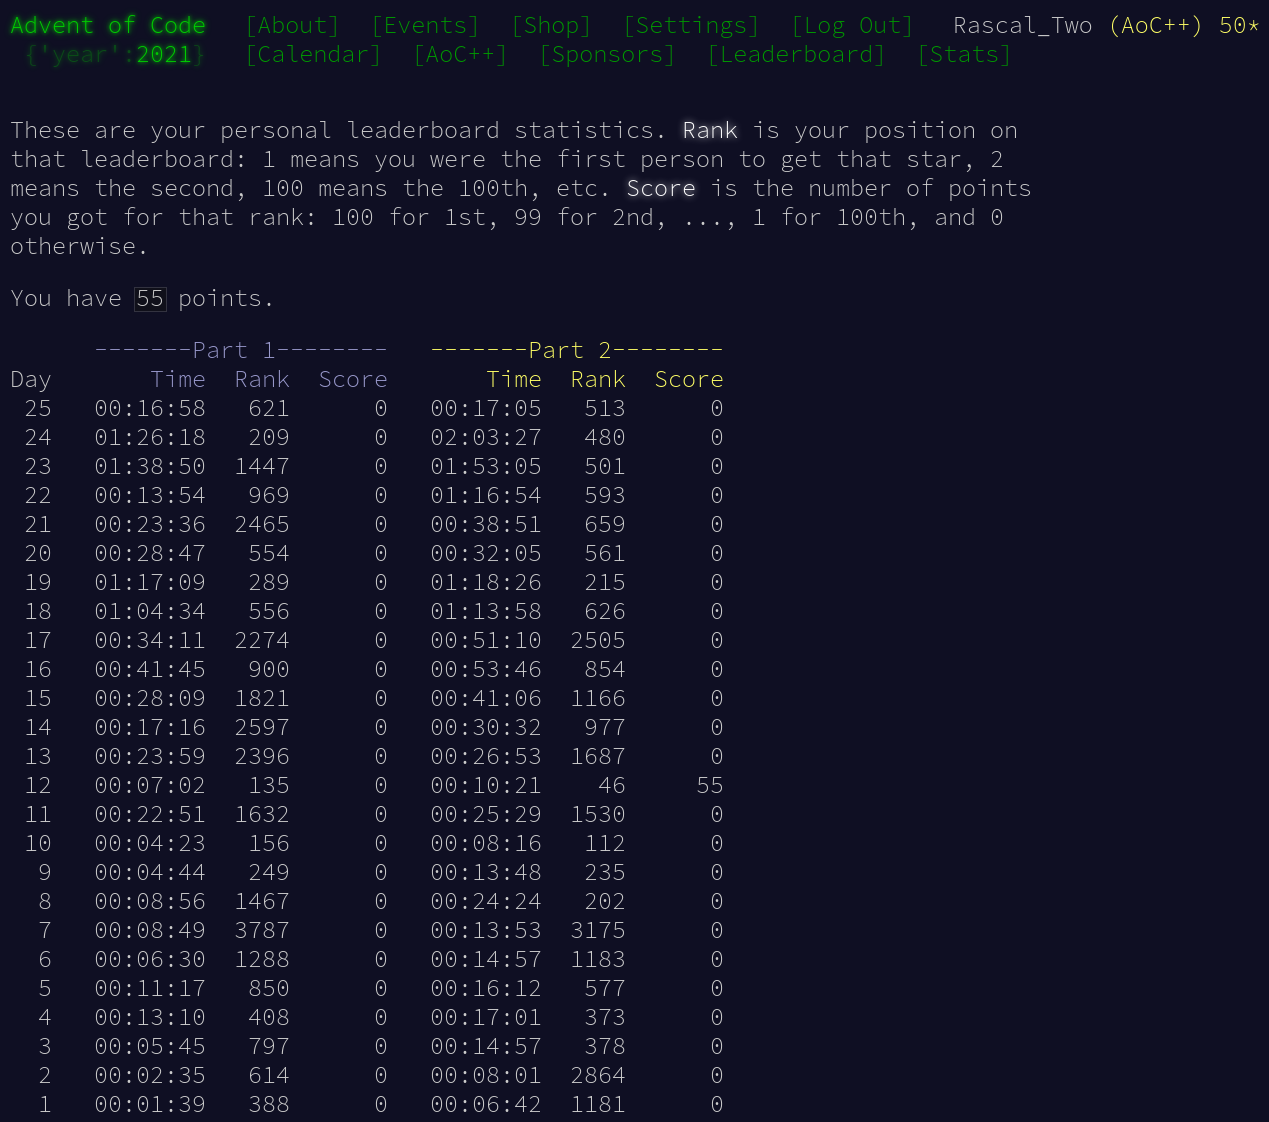 Advent of Code [About] [Events] [Shop] [Settings] [Log Out] Rascal_Two (AoC++) 50*
{'year':2021} [Calendar] [AoC++] [Sponsors] [Leaderboard] [Stats]
These are your personal leaderboard statistics. Rank is your position on
that leaderboard: 1 means you were the first person to get that star, 2
means the second, 100 means the 100th, etc. Score is the number of points
you got for that rank: 100 for 1st, 99 for 2nd, ..., 1 for 100th, and 0
otherwise.
You have 55 points.
-------Part 1-------- -------Part 2--------
Day Time Rank Score Time Rank Score
25 00:16:58 621 0 00:17:05 513 0
24 01:26:18 209 0 02:03:27 480 0
23 01:38:50 1447 0 01:53:05 501 0
22 00:13:54 969 0 01:16:54 593 0
21 00:23:36 2465 0 00:38:51 659 0
20 00:28:47 554 0 00:32:05 561 0
19 01:17:09 289 0 01:18:26 215 0
18 01:04:34 556 0 01:13:58 626 0
17 00:34:11 2274 0 00:51:10 2505 0
16 00:41:45 900 0 00:53:46 854 0
15 00:28:09 1821 0 00:41:06 1166 0
14 00:17:16 2597 0 00:30:32 977 0
13 00:23:59 2396 0 00:26:53 1687 0
12 00:07:02 135 0 00:10:21 46 55
11 00:22:51 1632 0 00:25:29 1530 0
10 00:04:23 156 0 00:08:16 112 0
9 00:04:44 249 0 00:13:48 235 0
8 00:08:56 1467 0 00:24:24 202 0
7 00:08:49 3787 0 00:13:53 3175 0
6 00:06:30 1288 0 00:14:57 1183 0
5 00:11:17 850 0 00:16:12 577 0
4 00:13:10 408 0 00:17:01 373 0
3 00:05:45 797 0 00:14:57 378 0
2 00:02:35 614 0 00:08:01 2864 0
1 00:01:39 388 0 00:06:42 1181 0